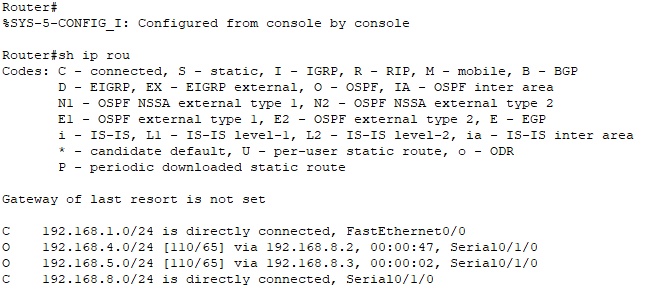 Router#
%SYS-5-CONFIG_I: Configured from console by console
Router#sh ip rou
Codes: C - connected, S - static, I - IGRP, R - RIP, M - mobile, B - BGP
D - EIGRP, EX - EIGRP external, O - OSPF, IA - OSPF inter area
N1 - OSPF NSSA external type 1, N2 - OSPF NSSA external type 2
E1 - OSPF external type 1, E2 - OSPF external type 2, E - EGP
i - IS-IS, L1 - IS-IS level-1, L2 - IS-IS level-2, ia - IS-IS inter area
* - candidate default, U - per-user static route, o - ODR
P - periodic downloaded static route
Gateway of last resort is not set
C 192.168.1.0/24 is directly connected, FastEthernet0/0
O 192.168.4.0/24 [110/65] via 192.168.8.2, 00:00:47, Serial0/1/0
O 192.168.5.0/24 [110/65] via 192.168.8.3, 00:00:02, Serial0/1/0
C 192.168.8.0/24 is directly connected, Serial0/1/0